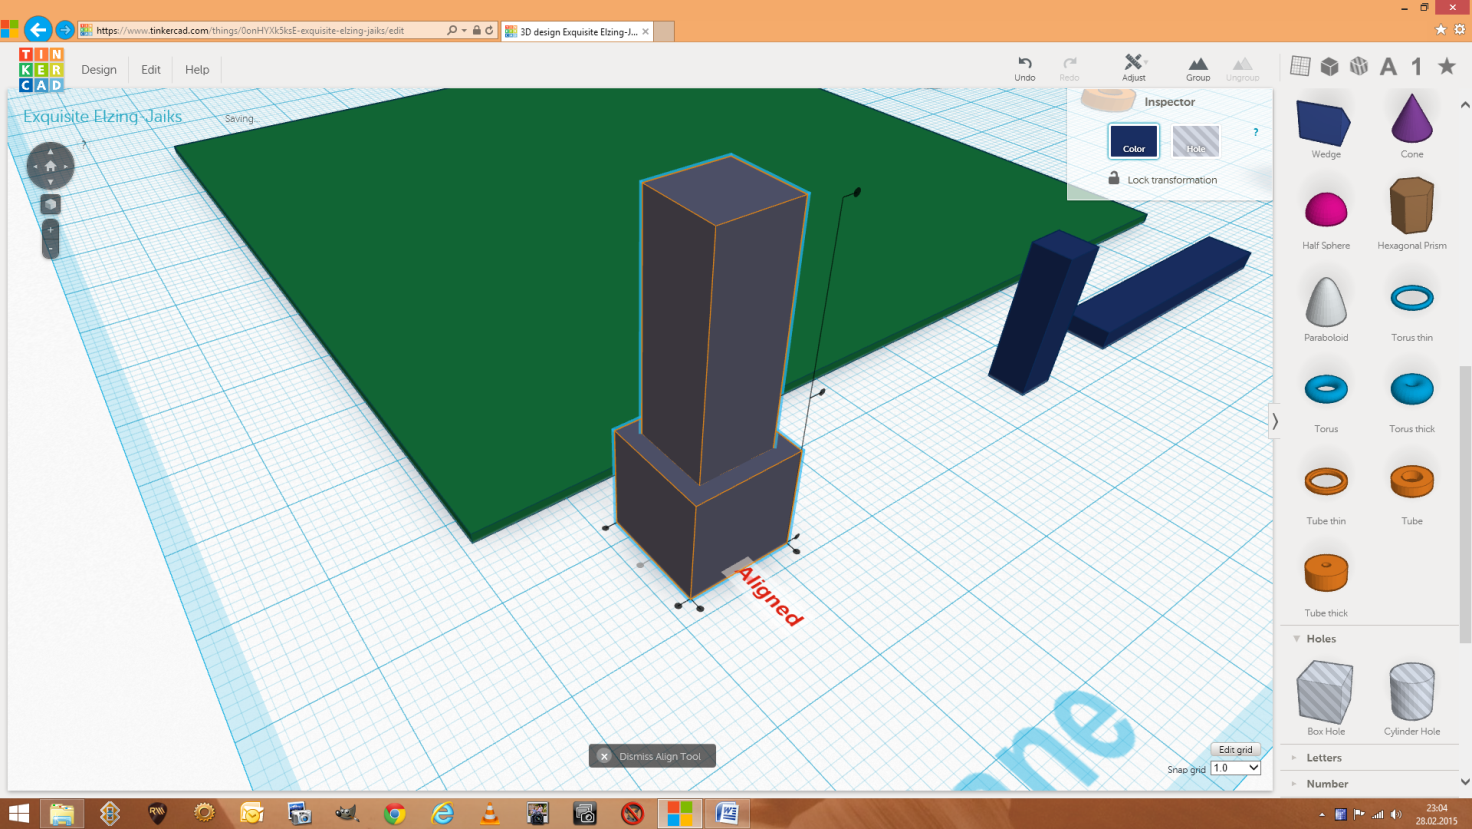 https://www.tinkercad.com/things/0onHYXk5ksE-exquisite-elzing-jaiks/edit
3D design Exquisite Elzing-J...
TIN
KER
CAD
Design
Edit
Help
Undo
Redo
Adjust
Group
Ungroup
A
1
Exquisite Elzing-Jaiks
Saving...
Inspector
Color
Hole
?
Lock transformation
Wedge
Cone
Half Sphere
Hexagonal Prism
Paraboloid
Torus thin
Torus
Torus thick
Tube thin
Tube
Tube thick
Holes
Box Hole
Cylinder Hole
Letters
Number
Aligned
ne
Dismiss Align Tool
Edit grid
Snap grid
1.0
23:04
28.02.2015